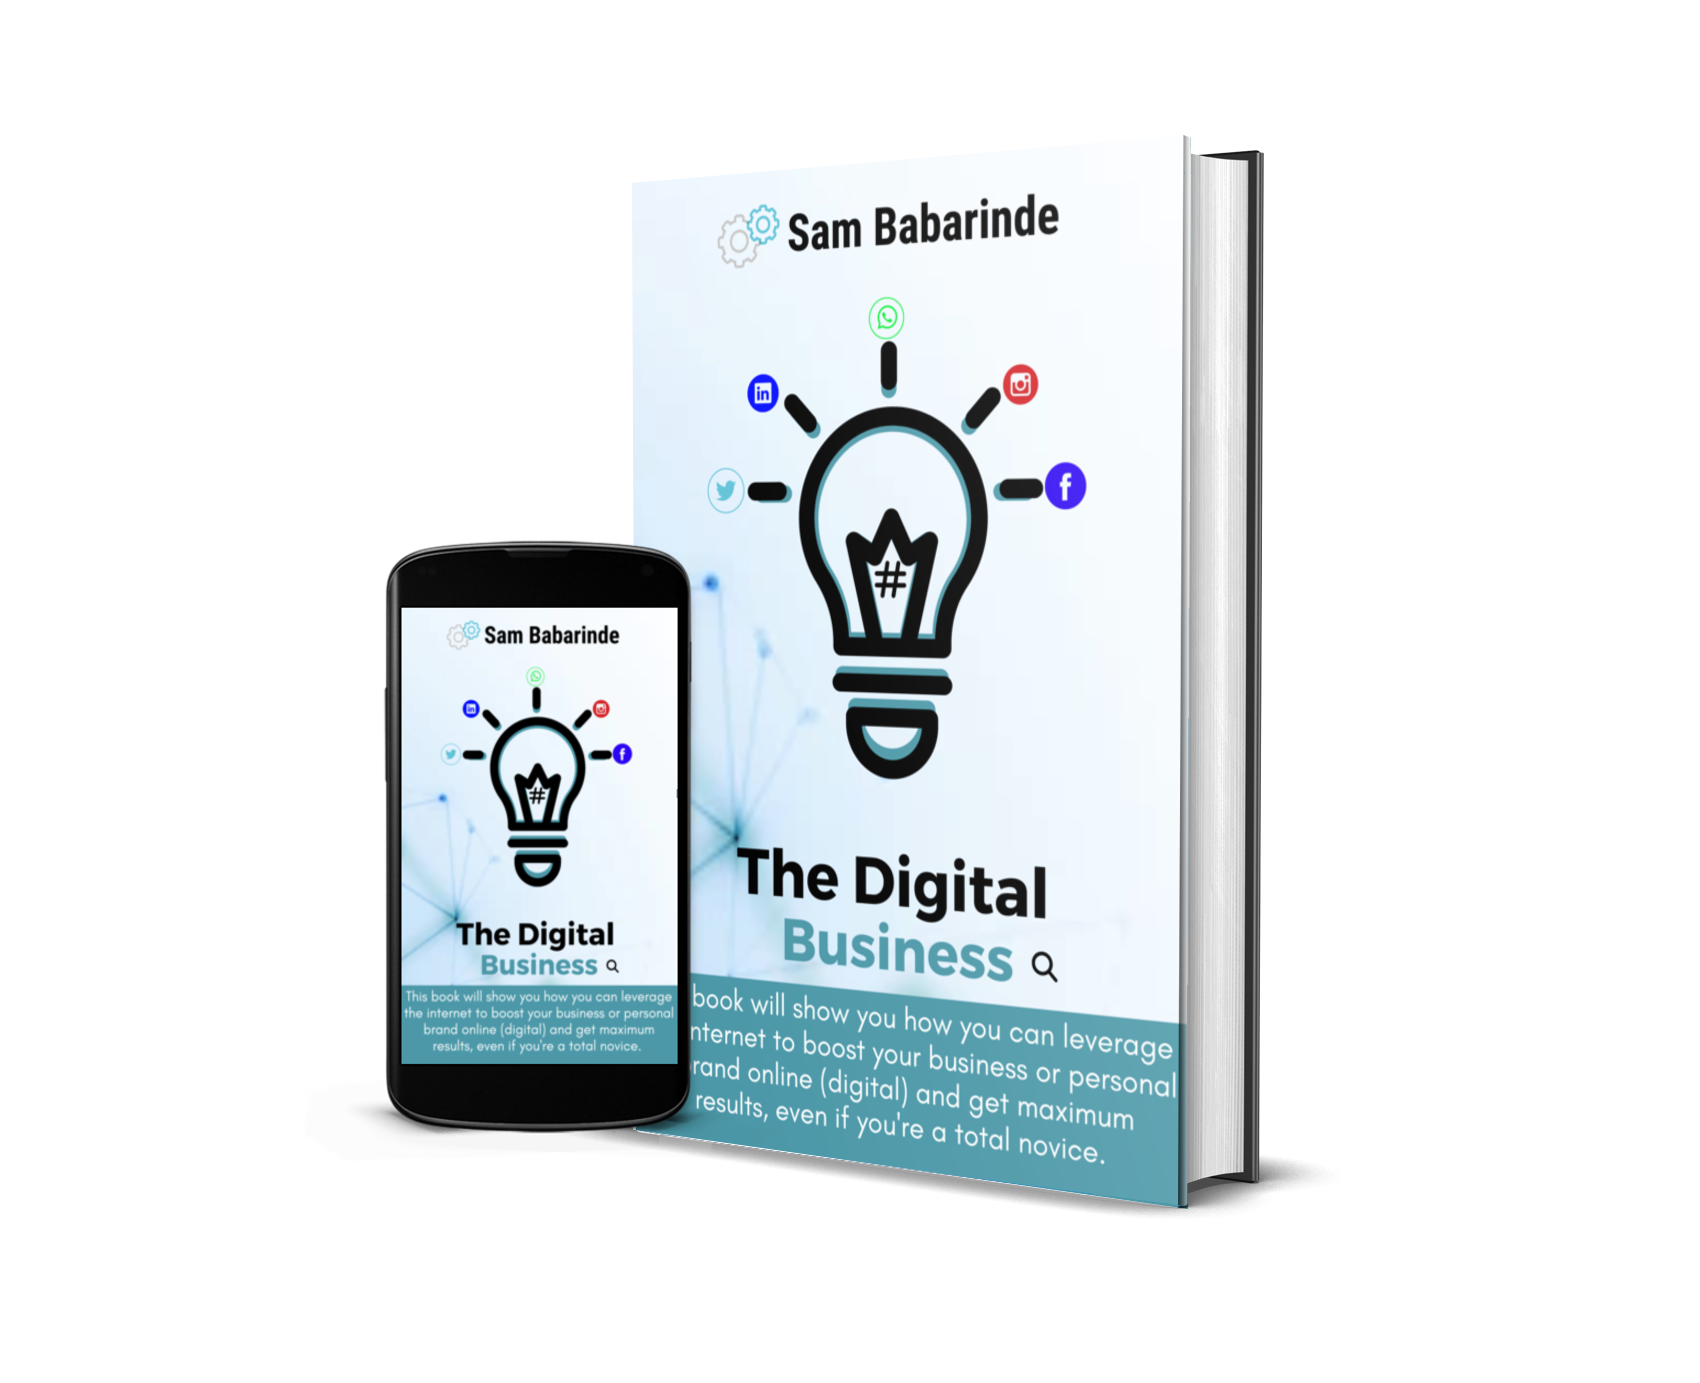 Sam Babarinde
in
f
#
The Digital
Business
This book will show you how you can leverage
the internet to boost your business or personal
brand online (digital) and get maximum
results, even if you're a total novice.
Sam Babarinde
in
f
#
The Digital
Business
book will show you how you can leverage
nternet to boost your business or personal
rand online (digital) and get maximum
results, even if you're a total novice.